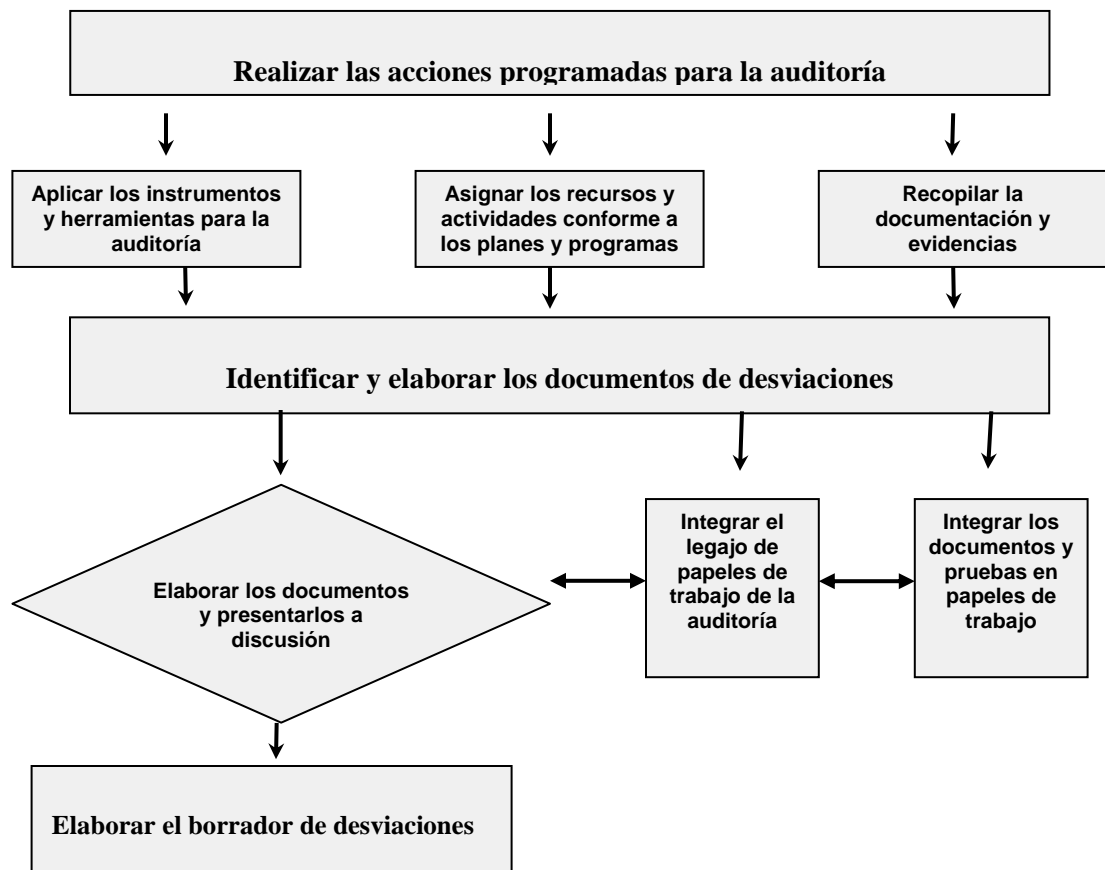 Realizar las acciones programadas para la auditoría
Aplicar los instrumentos
y herramientas para la
auditoría
Asignar los recursos y
actividades conforme a
los planes y programas
Recopilar la
documentación y
evidencias
Identificar y elaborar los documentos de desviaciones
Elaborar los documentos
y presentarlos a
discusión
Integrar el
legajo de
papeles de
trabajo de la
auditoría
Integrar los
documentos y
pruebas en
papeles de
trabajo
Elaborar el borrador de desviaciones